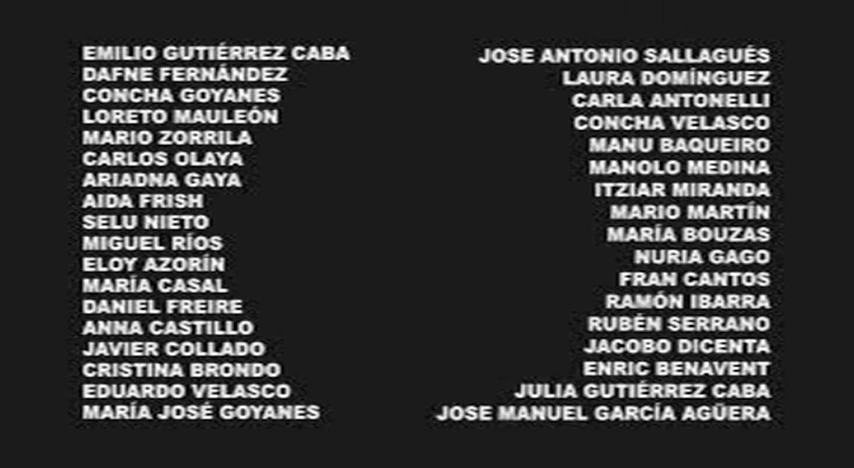 EMILIO GUTIÉRREZ CABA
DAFNE FERNÁNDEZ
CONCHA GOYANES
LORETO MAULEÓN
MARIO ZORRILA
CARLOS OLAYA
ARIADNA GAYA
AIDA FRISH
SELU NIETO
MIGUEL RÍOS
ELOY AZORÍN
MARÍA CASAL
DANIEL FREIRE
ANNA CASTILLO
JAVIER COLLADO
CRISTINA BRONDO
EDUARDO VELASCO
MARÍA JOSÉ GOYANES
JOSE ANTONIO SALLAGUÉS
LAURA DOMÍNGUEZ
CARLA ANTONELLI
CONCHA VELASCO
MANU BAQUEIRO
MANOLO MEDINA
ITZIAR MIRANDA
MARIO MARTÍN
MARÍA BOUZAS
NURIA GAGO
FRAN CANTOS
RAMÓN IBARRA
RUBÉN SERRANO
JACOBO DICENTA
ENRIC BENAVENT
JULIA GUTIÉRREZ CABA
JOSE MANUEL GARCÍA AGÜERA